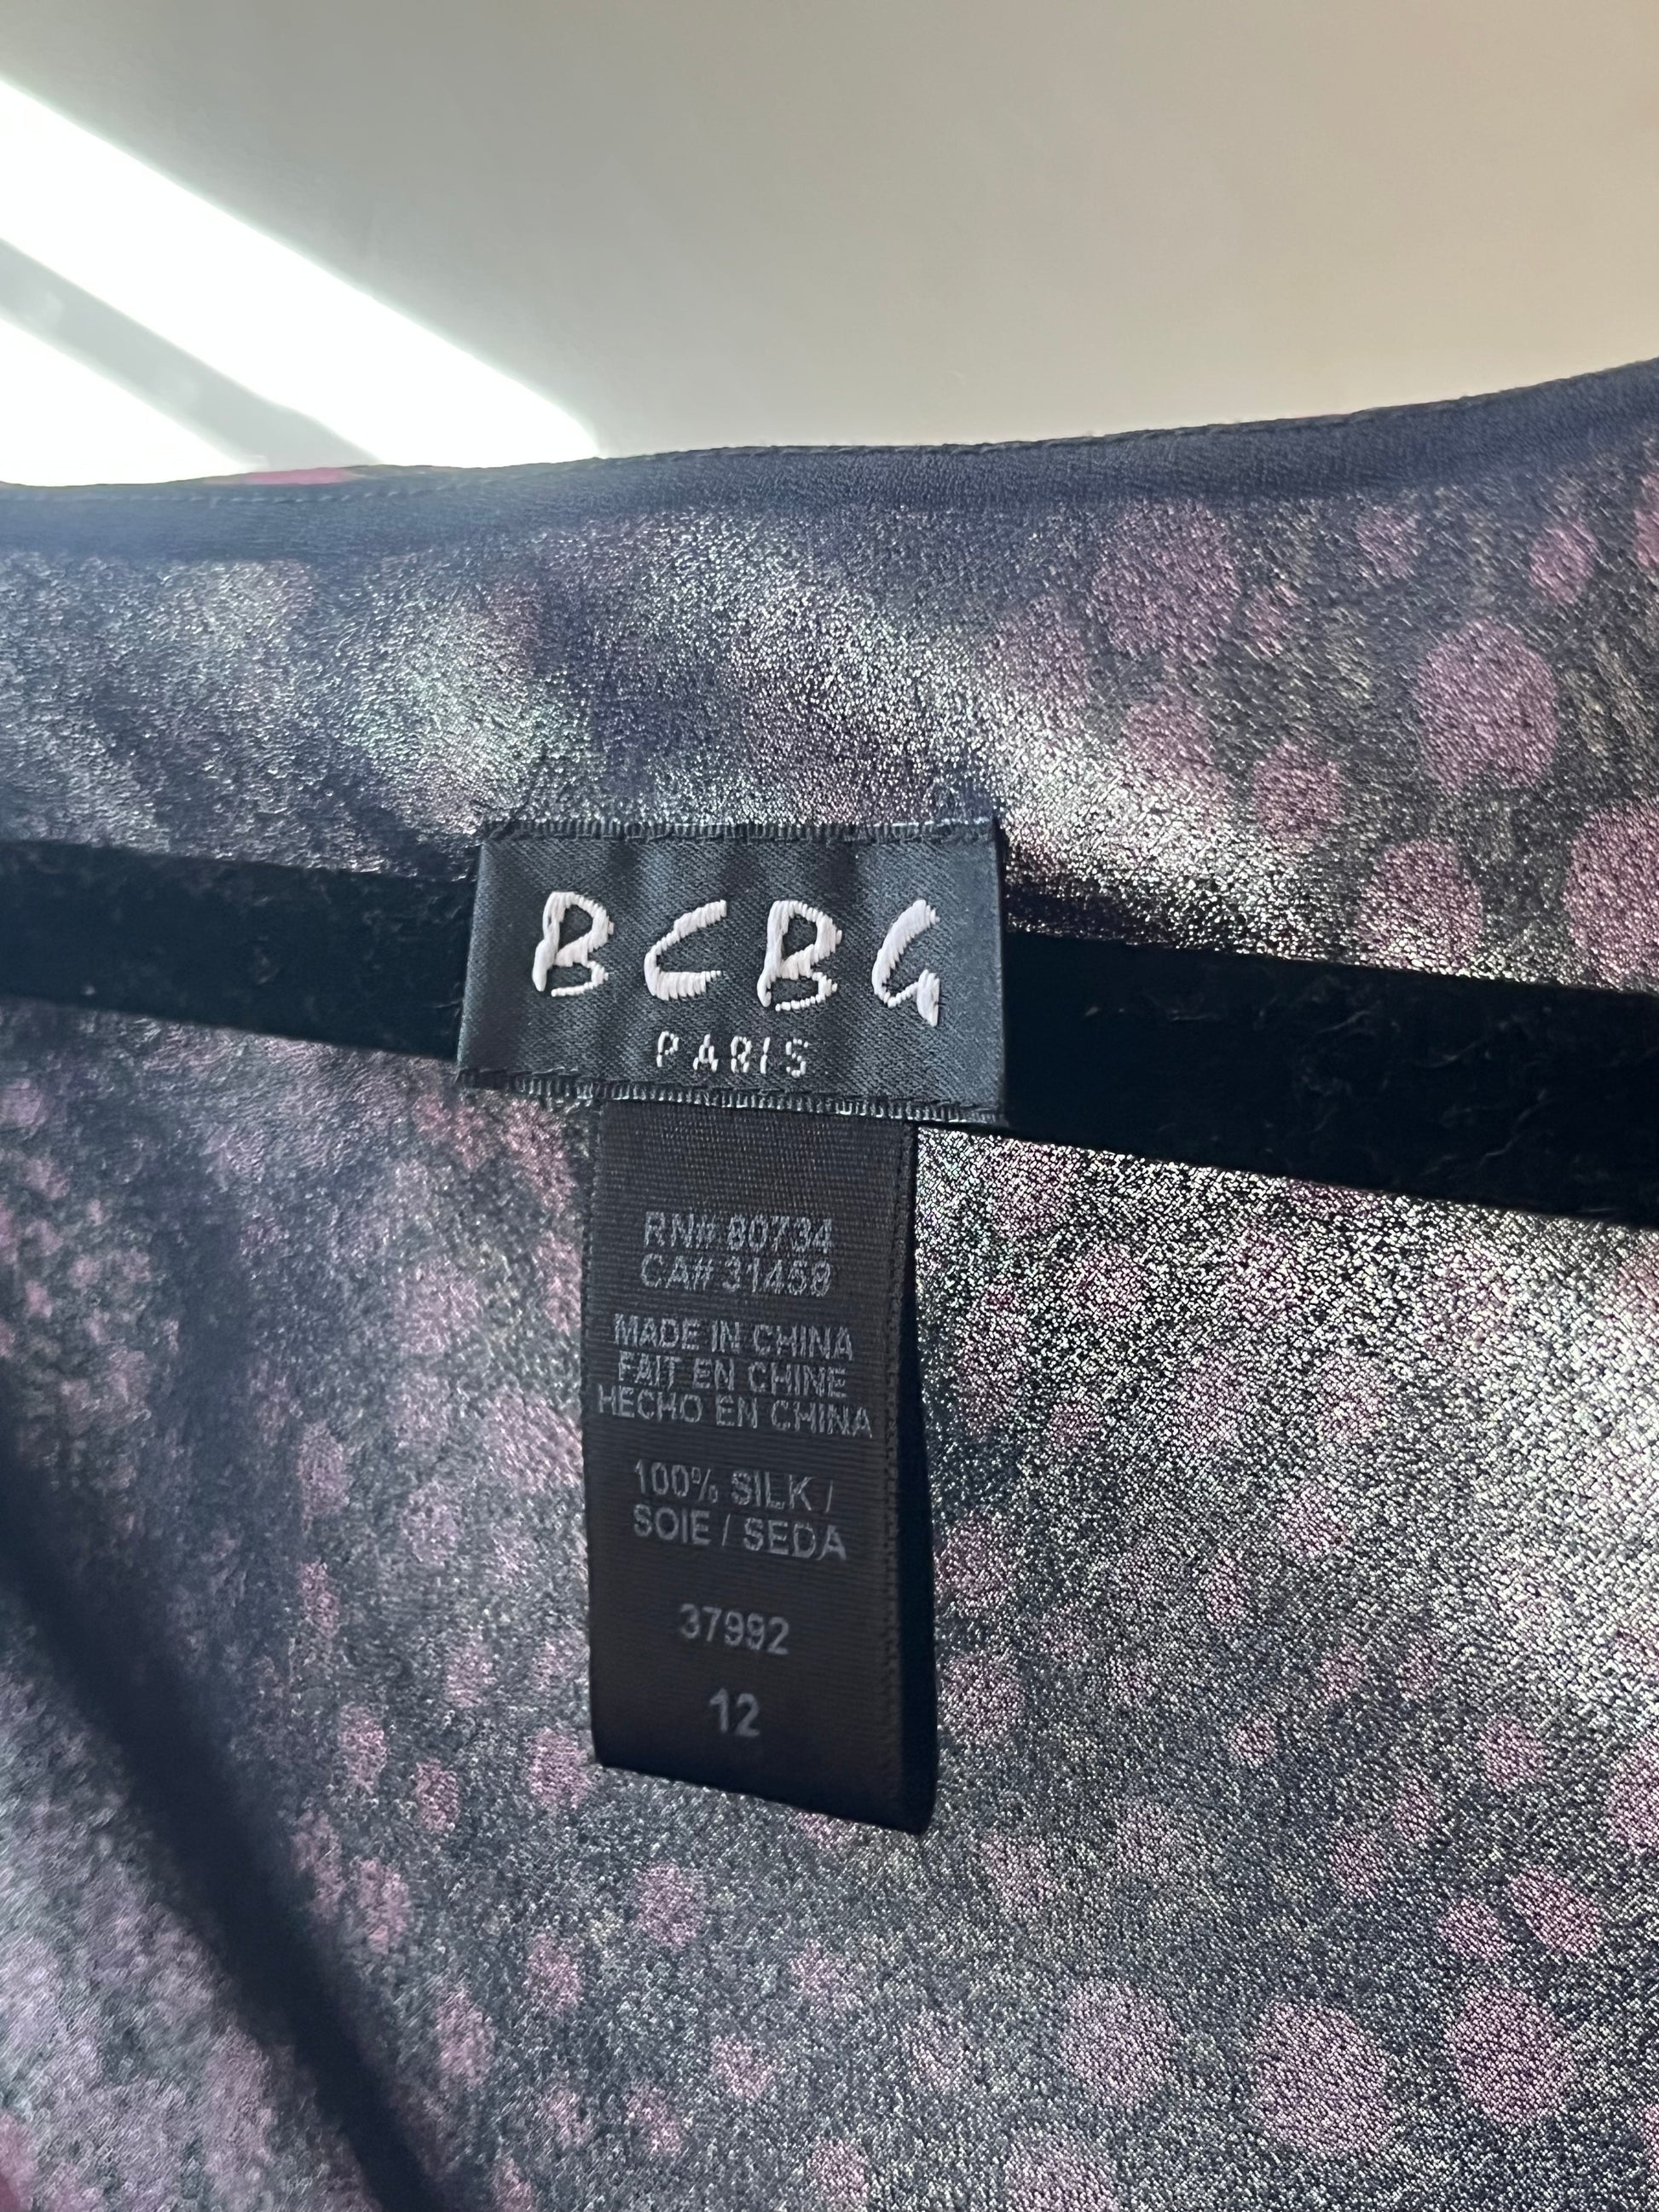 BCBG
PARIS
RN# 80734
CA# 31458
MADE IN CHINA
FAIT EN CHINE
HECHO EN CHINA
100% SILK /
SOIE / SEDA
37992
12